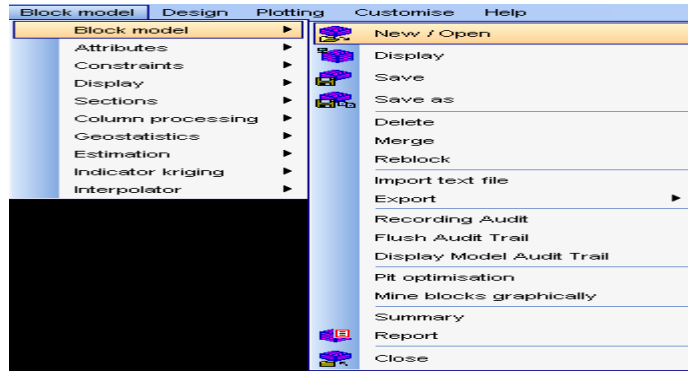 Block model Design Plotting Customise Help
Block model
Attributes
Constraints
Display
Sections
Column processing
Geostatistics
Estimation
Indicator kriging
Interpolator
New / Open
Display
Save
Save as
Delete
Merge
Reblock
Import text file
Export
Recording Audit
Flush Audit Trail
Display Model Audit Trail
Pit optimisation
Mine blocks graphically
Summary
Report
Close